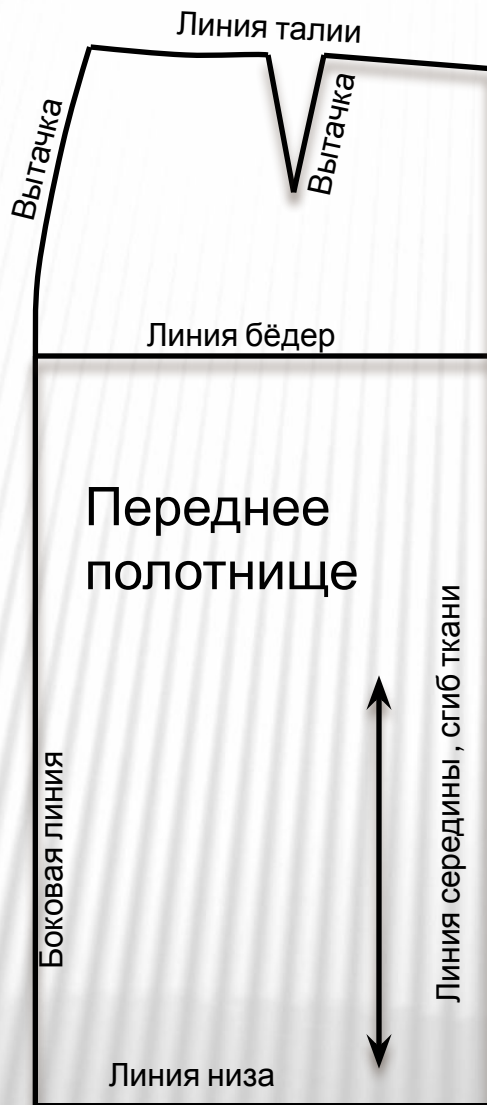 Линия талии
Вытачка
Вытачка
Линия бёдер
Переднее
полотнище
Боковая линия
Линия середины , сгиб ткани
Линия низа